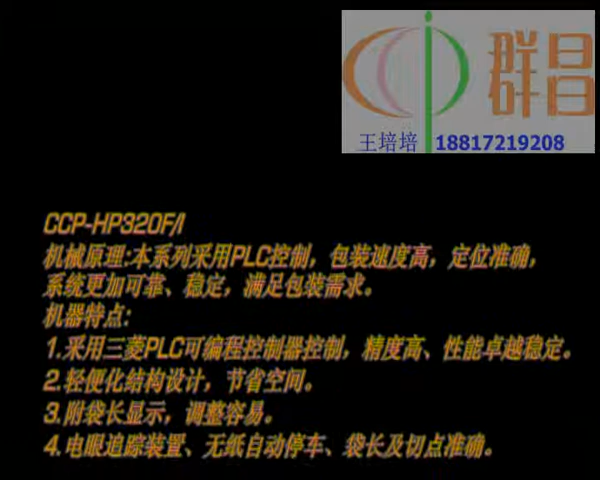 群昌
王培培 18817219208
CCP-HP320F/I
机械原理:本系列采用PLC控制，包装速度高，定位准确，
系统更加可靠、稳定，满足包装需求。
机器特点:
1.采用三菱PLC可编程控制器控制，精度高、性能卓越稳定。
2.轻便化结构设计，节省空间。
3.附袋长显示，调整容易。
4.电眼追踪装置、无纸自动停车、袋长及切点准确。